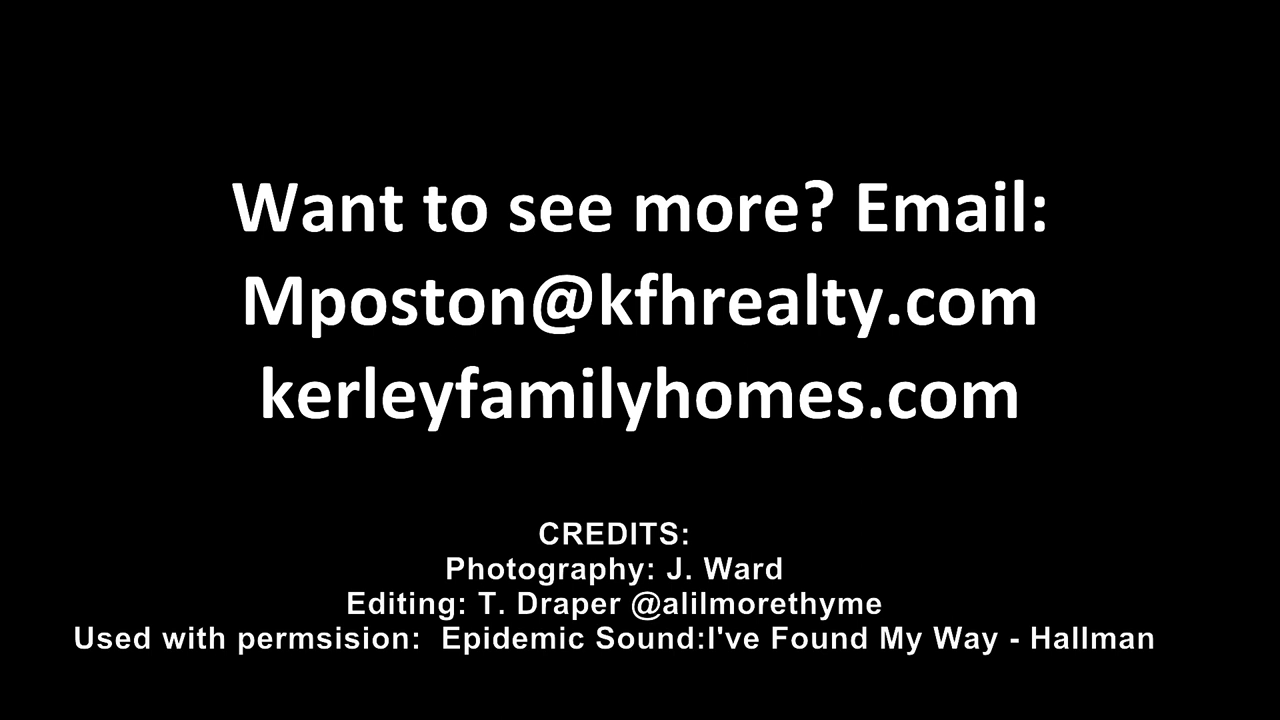 Want to see more? Email:
Mposton@kfhrealty.com
kerleyfamilyhomes.com
CREDITS:
Photography: J. Ward
Editing: T. Draper @alilmorethyme
Used with permsision:  Epidemic Sound:I've Found My Way - Hallman